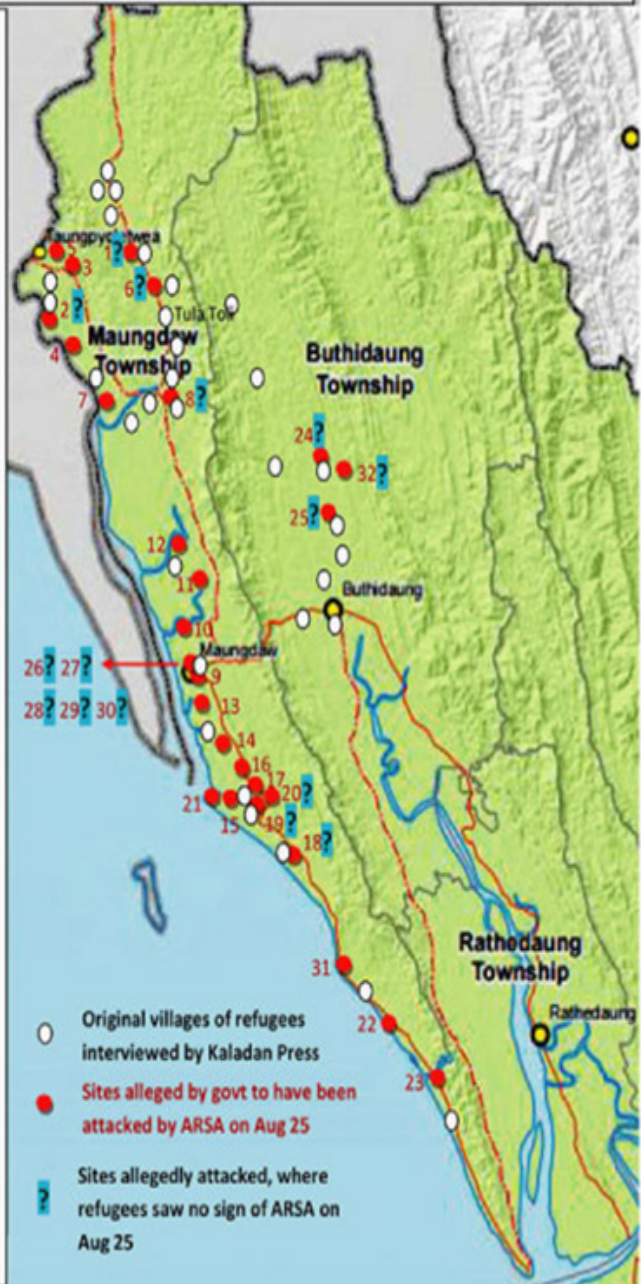 Taungpyoletwea
5
1?
3
6?
2?
Tula Toli
Maungdaw
Township
4
Buthidaung
Township
7
8?
24?
32?
25?
12
11
Buthidaung
10
Maungdaw
26? 27?
9
28? 29? 30?
13
14
16
17
20?
21
15
19?
18?
31
Rathedaung
Township
22
Rathedaung
23
Original villages of refugees
interviewed by Kaladan Press
Sites alleged by govt to have been
attacked by ARSA on Aug 25
?
Sites allegedly attacked, where
refugees saw no sign of ARSA on
Aug 25